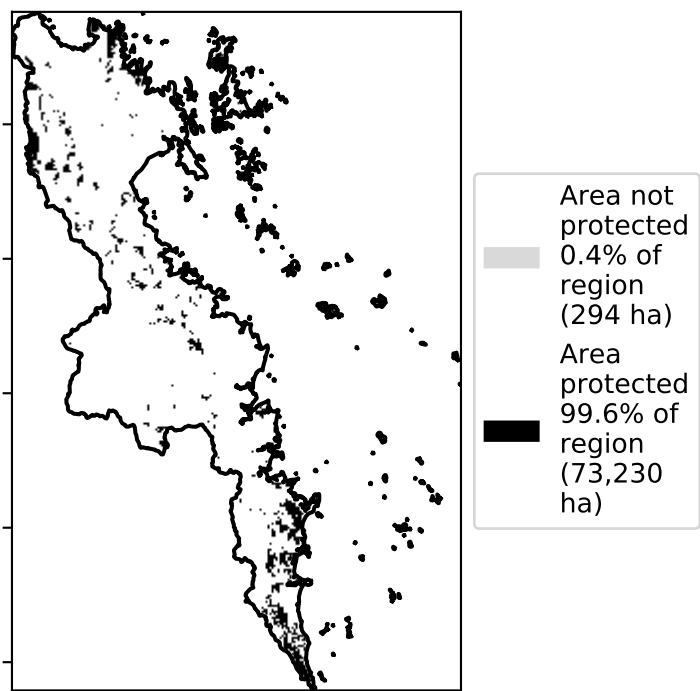 Area not
protected
0.4% of
region
(294 ha)
Area
protected
99.6% of
region
(73,230
ha)